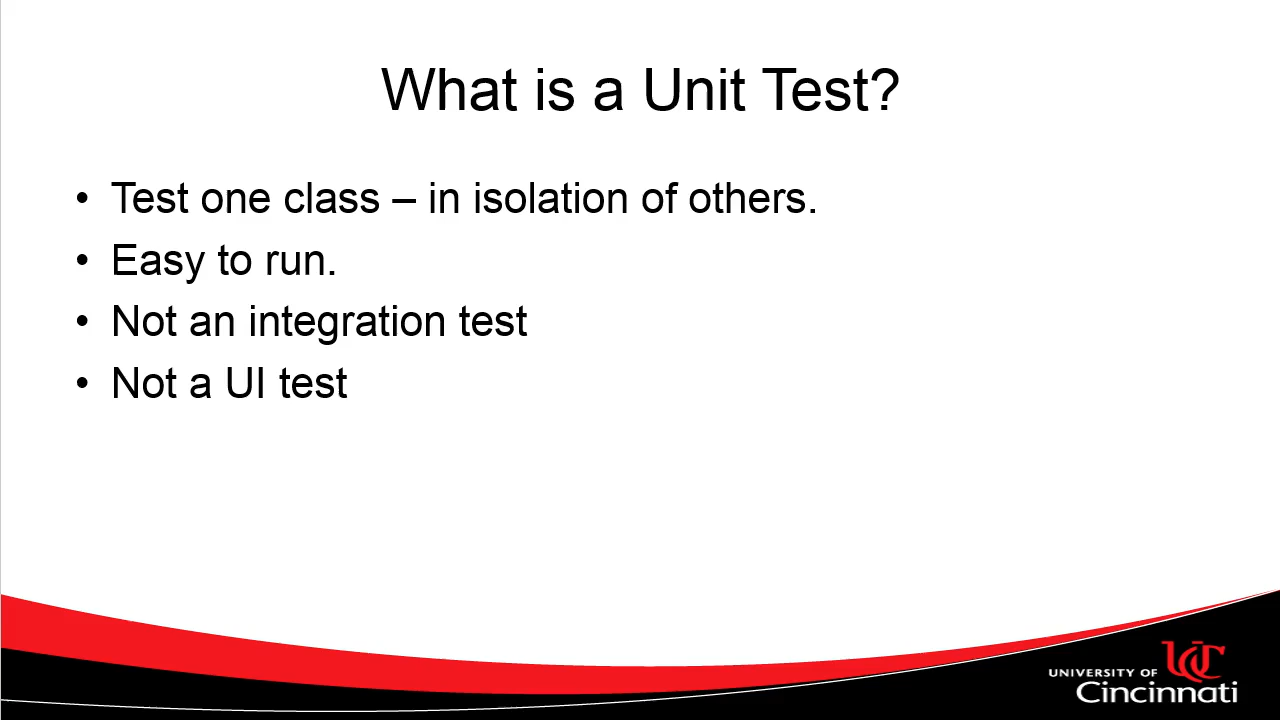 What is a Unit Test?
• Test one class – in isolation of others.
• Easy to run.
• Not an integration test
• Not a UI test
UC
UNIVERSITY OF
Cincinnati